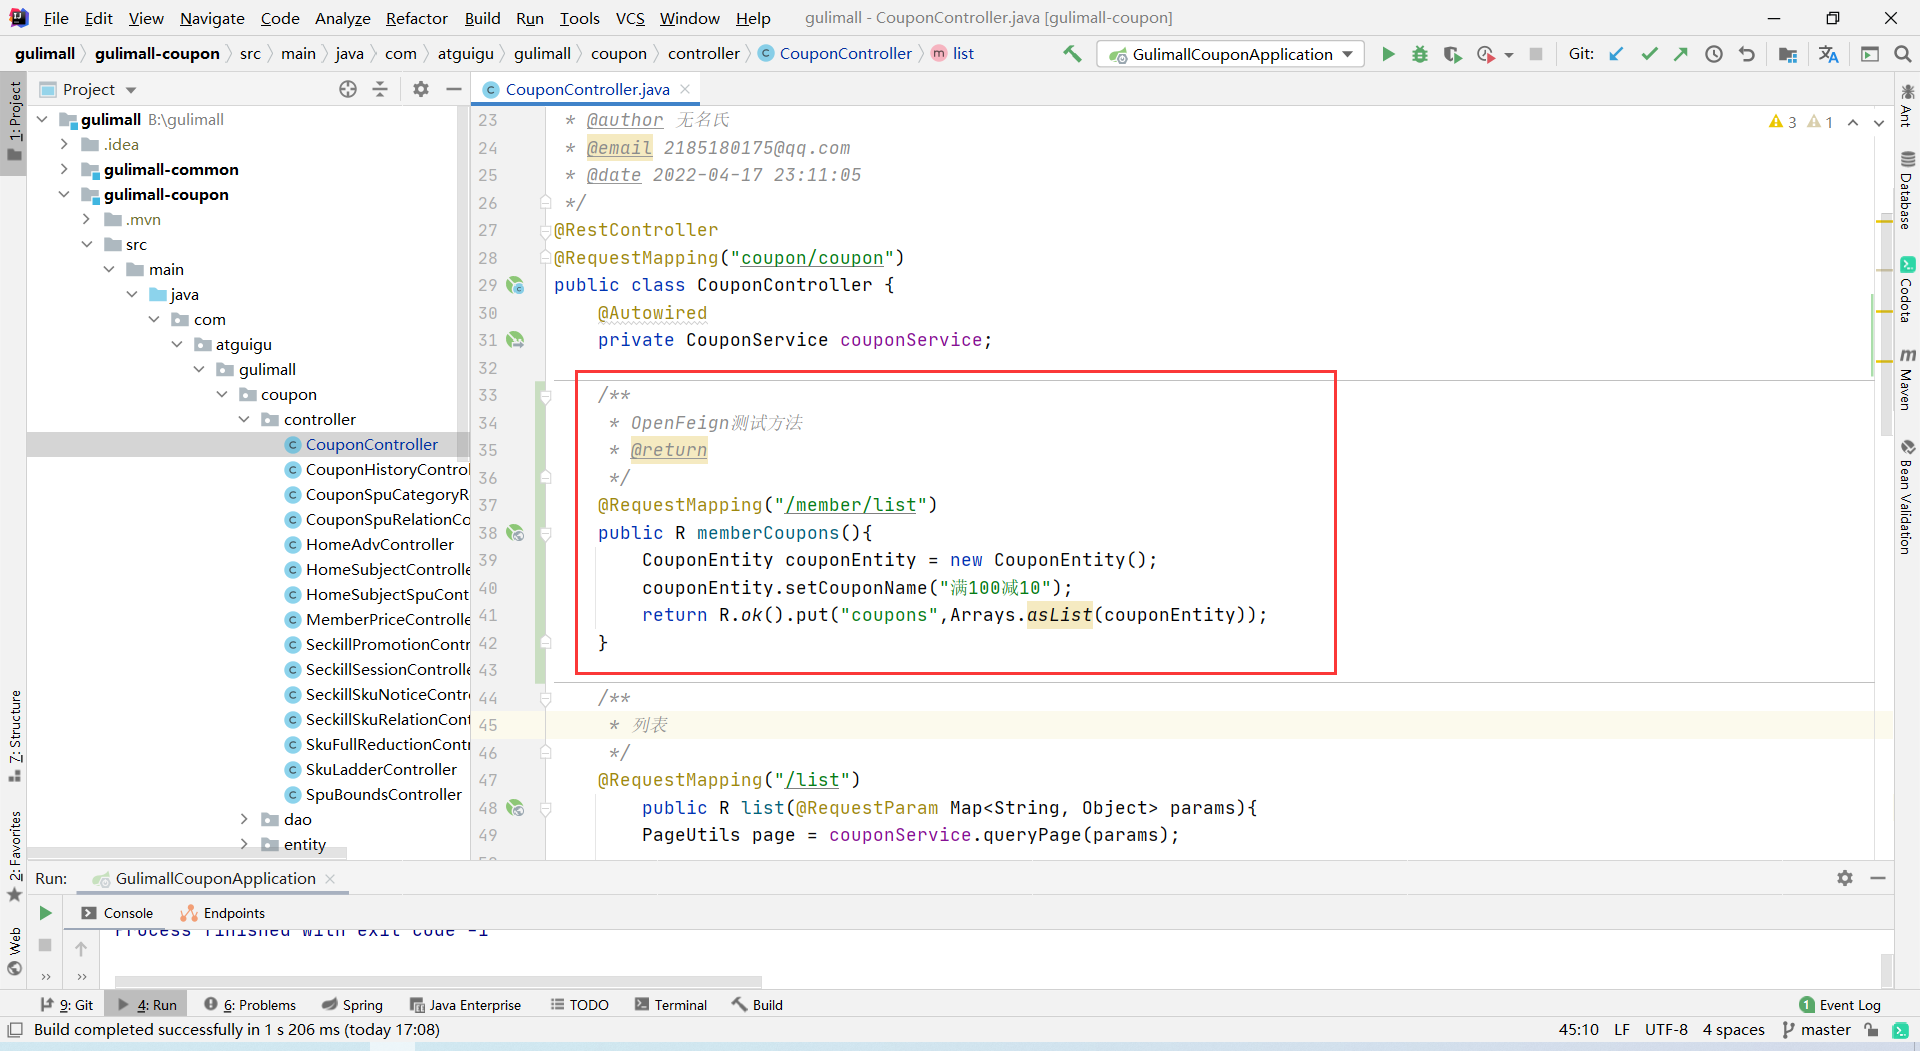 File Edit View Navigate Code Analyze Refactor Build Run Tools VCS Window Help gulimall - CouponController.java [gulimall-coupon]
gulimall gulimall-coupon src main java com atguigu gulimall coupon controller CouponController list GulimallCouponApplication Git:
Project
CouponController.java
1: Project
7: Structure
2: Favorites
Web
gulimall B:\gulimall
.idea
gulimall-common
gulimall-coupon
.mvn
src
main
java
com
atguigu
gulimall
coupon
controller
CouponController
CouponHistoryControl
CouponSpuCategoryR
CouponSpuRelationCo
HomeAdvController
HomeSubjectControlle
HomeSubjectSpuCont
MemberPriceControlle
SeckillPromotionContr
SeckillSessionControlle
SeckillSkuNoticeContro
SeckillSkuRelationCont
SkuFullReductionContr
SkuLadderController
SpuBoundsController
dao
entity
3 1
23 * @author 无名氏
24 * @email 2185180175@qq.com
25 * @date 2022-04-17 23:11:05
26 */
27 @RestController
28 @RequestMapping("coupon/coupon")
29 public class CouponController {
30 @Autowired
31 private CouponService couponService;
32
33 /**
34 * OpenFeign测试方法
35 * @return
36 */
37 @RequestMapping("/member/list")
38 public R memberCoupons(){
39 CouponEntity couponEntity = new CouponEntity();
40 couponEntity.setCouponName("满100减10");
41 return R.ok().put("coupons",Arrays.asList(couponEntity));
42 }
43
44 /**
45 * 列表
46 */
47 @RequestMapping("/list")
48 public R list(@RequestParam Map<String, Object> params){
49 PageUtils page = couponService.queryPage(params);
Ant
Database
Codota
Maven
Bean Validation
Run: GulimallCouponApplication
Console Endpoints
Process finished with exit code -1
9: Git 4: Run 6: Problems Spring Java Enterprise TODO Terminal Build 1 Event Log
Build completed successfully in 1 s 206 ms (today 17:08) 45:10 LF UTF-8 4 spaces master